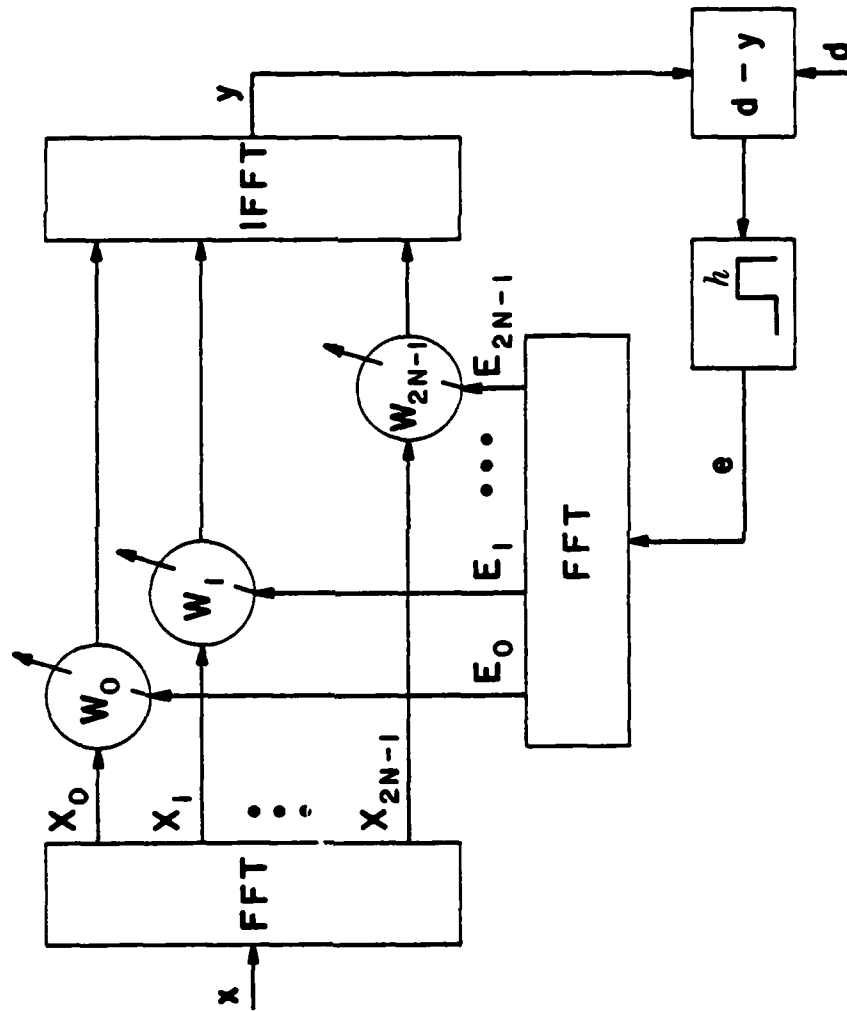 x
FFT
X₀
X₁
X₂N-1
W₀
W₁
W₂N-1
IFFT
y
E₀
E₁
E₂N-1
FFT
e
h
d - y
d